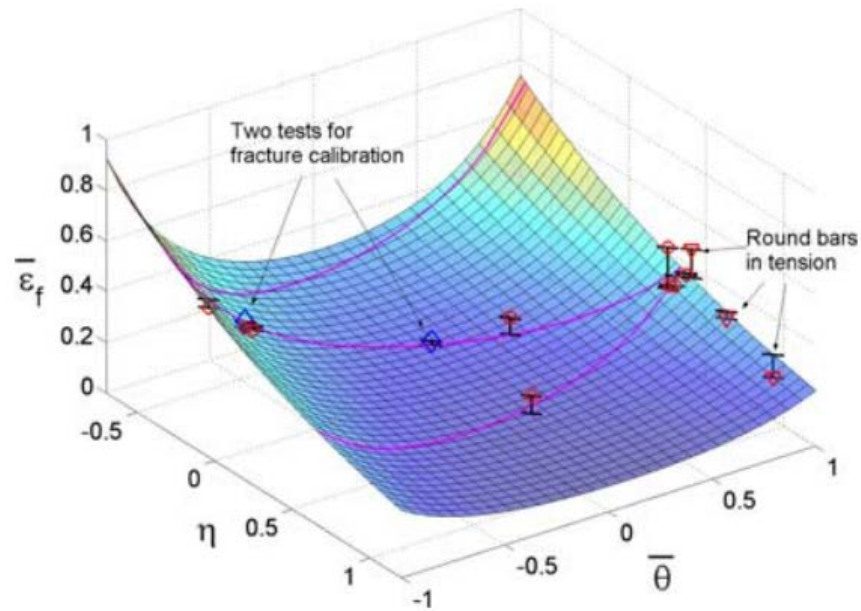 Two tests for
fracture calibration
Round bars
in tension
1
0.8
0.6
0.4
0.2
0
ε̅f
-0.5
0
0.5
1
η
-1
-0.5
0
0.5
1
θ̅